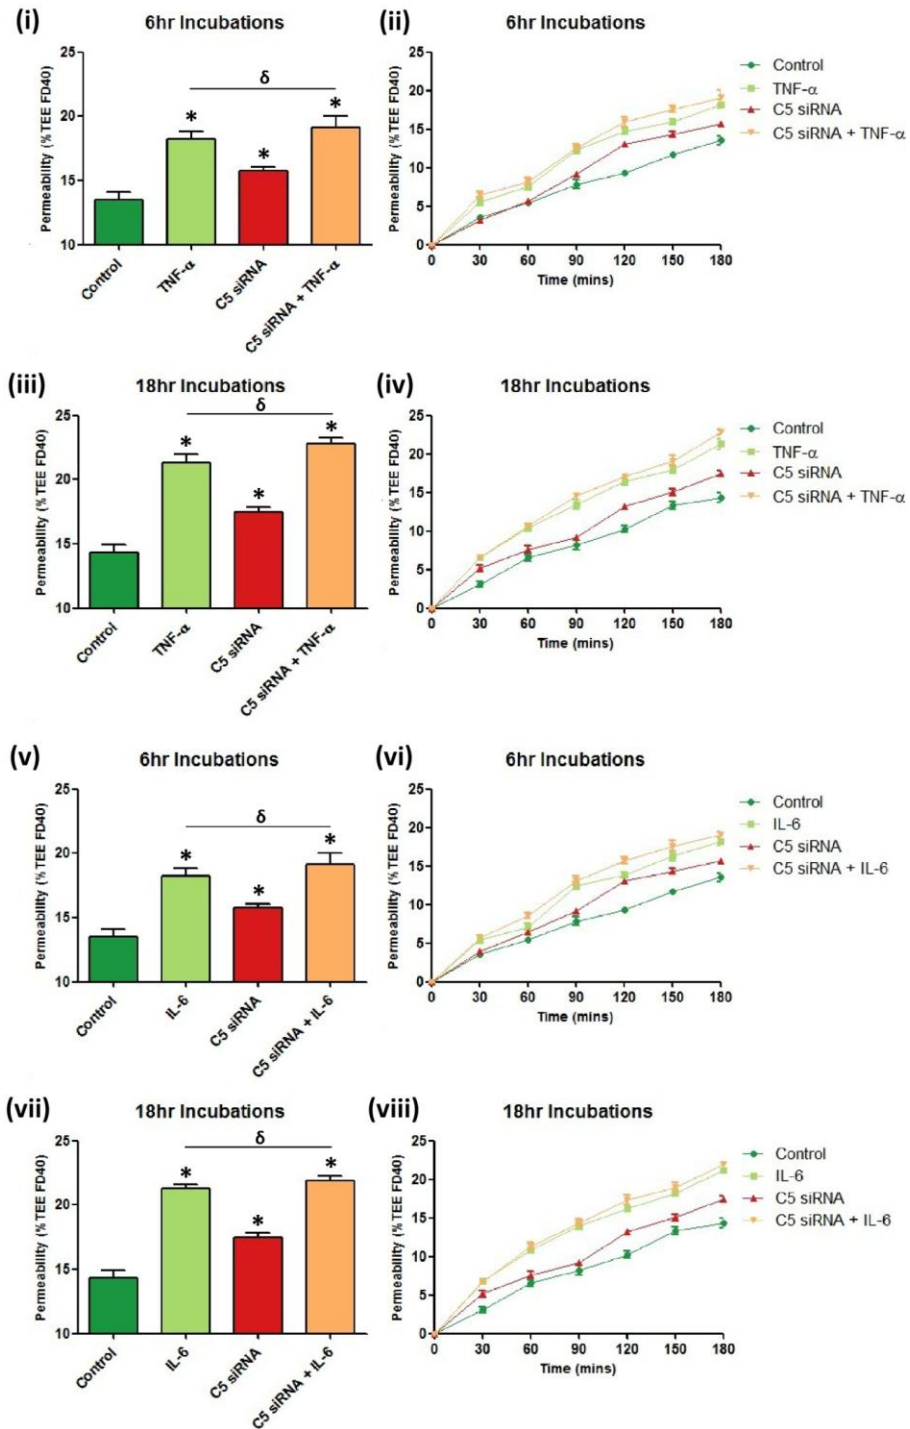 (i)
6hr Incubations
Permeability (%TEE FD40)
25
20
15
10
δ
*
*
*
Control
TNF-α
C5 siRNA
C5 siRNA + TNF-α
(ii)
6hr Incubations
Permeability (%TEE FD40)
25
20
15
10
5
0
0 30 60 90 120 150 180
Time (mins)
Control
TNF-α
C5 siRNA
C5 siRNA + TNF-α
(iii)
18hr Incubations
Permeability (%TEE FD40)
25
20
15
10
δ
*
*
*
Control
TNF-α
C5 siRNA
C5 siRNA + TNF-α
(iv)
18hr Incubations
Permeability (%TEE FD40)
25
20
15
10
5
0
0 30 60 90 120 150 180
Time (mins)
Control
TNF-α
C5 siRNA
C5 siRNA + TNF-α
(v)
6hr Incubations
Permeability (%TEE FD40)
25
20
15
10
δ
*
*
*
Control
IL-6
C5 siRNA
C5 siRNA + IL-6
(vi)
6hr Incubations
Permeability (%TEE FD40)
25
20
15
10
5
0
0 30 60 90 120 150 180
Time (mins)
Control
IL-6
C5 siRNA
C5 siRNA + IL-6
(vii)
18hr Incubations
Permeability (%TEE FD40)
25
20
15
10
δ
*
*
*
Control
IL-6
C5 siRNA
C5 siRNA + IL-6
(viii)
18hr Incubations
Permeability (%TEE FD40)
25
20
15
10
5
0
0 30 60 90 120 150 180
Time (mins)
Control
IL-6
C5 siRNA
C5 siRNA + IL-6